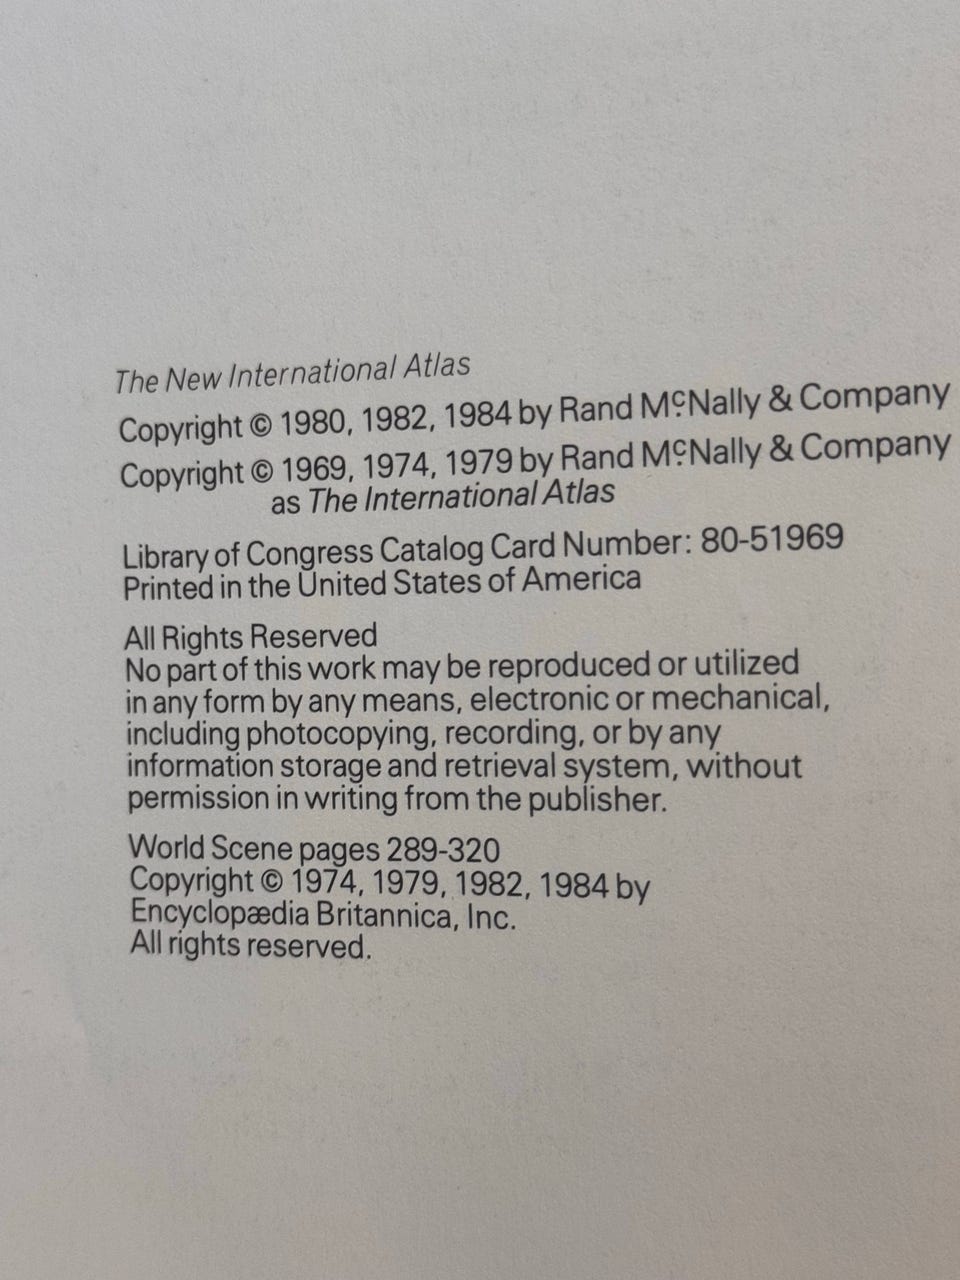 The New International Atlas
Copyright © 1980, 1982, 1984 by Rand McNally & Company
Copyright © 1969, 1974, 1979 by Rand McNally & Company
as The International Atlas
Library of Congress Catalog Card Number: 80-51969
Printed in the United States of America
All Rights Reserved
No part of this work may be reproduced or utilized
in any form by any means, electronic or mechanical,
including photocopying, recording, or by any
information storage and retrieval system, without
permission in writing from the publisher.
World Scene pages 289-320
Copyright © 1974, 1979, 1982, 1984 by
Encyclopædia Britannica, Inc.
All rights reserved.